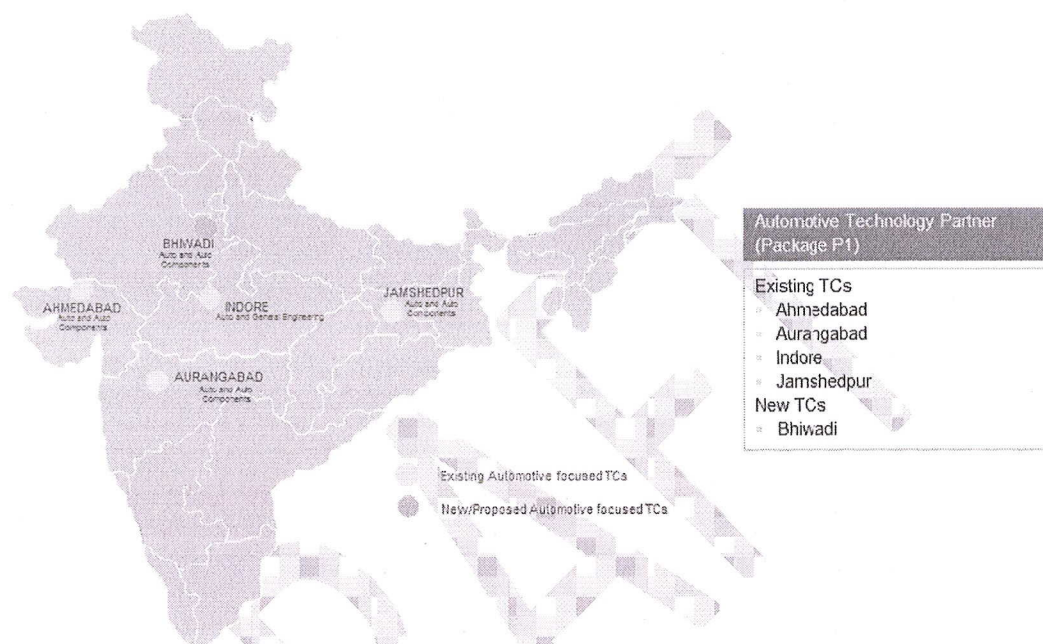 BHIWADI
Auto and Auto
Components
AHMEDABAD
Auto and Auto
Components
INDORE
Auto and General Engineering
JAMSHEDPUR
Auto and Auto
Components
AURANGABAD
Auto and Auto
Components
Existing Automotive focused TCs
New/Proposed Automotive focused TCs
Automotive Technology Partner
(Package P1)
Existing TCs
Ahmedabad
Aurangabad
Indore
Jamshedpur
New TCs
Bhiwadi